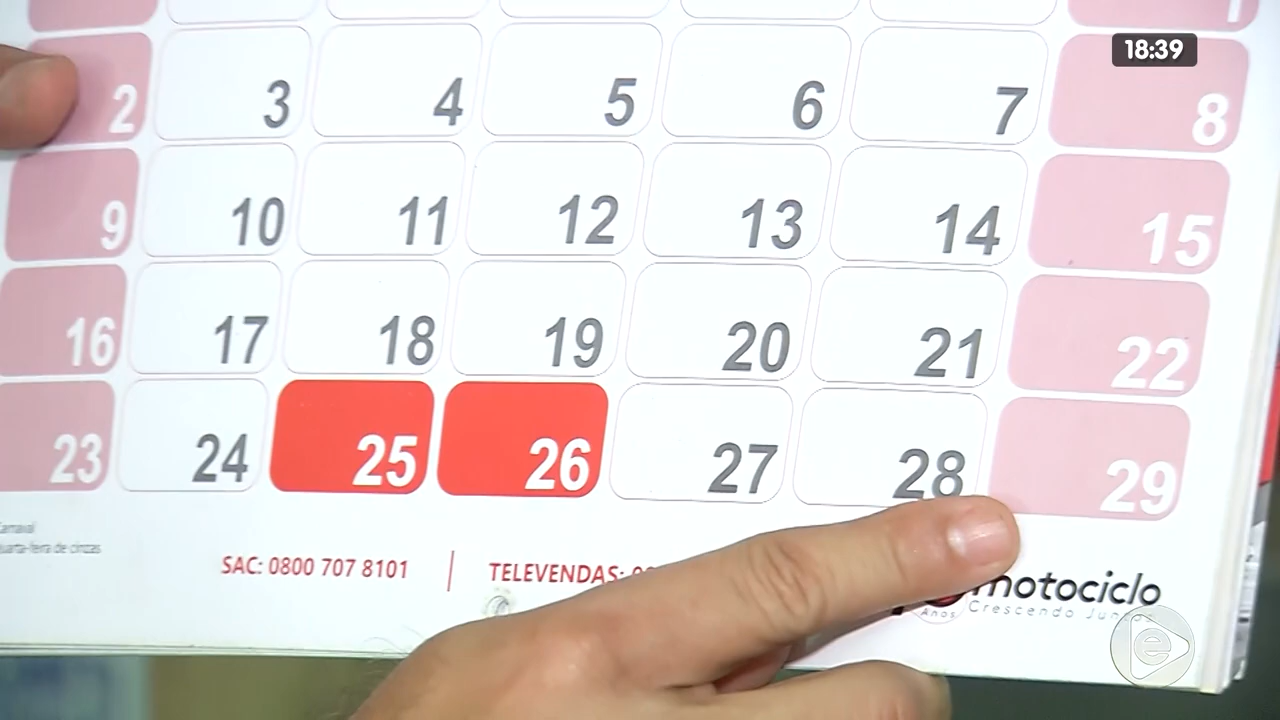 1
18:39
2 3 4 5 6 7 8
9 10 11 12 13 14 15
16 17 18 19 20 21 22
23 24 25 26 27 28 29
quarta-feira de cinzas
SAC: 0800 707 8101 | TELEVENDAS:
motociclo
Anos Crescendo
e